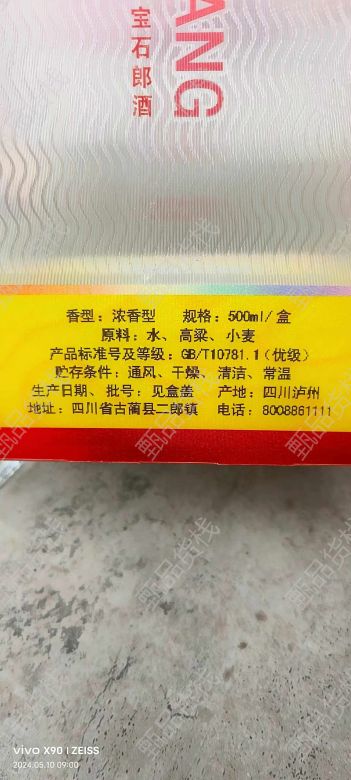 宝石郎酒
ANG
香型：浓香型 规格：500ml/盒
原料：水、高粱、小麦
产品标准号及等级：GB/T10781.1（优级）
贮存条件：通风、干燥、清洁、常温
生产日期、批号：见盒盖 产地：四川泸州
地址：四川省古蔺县二郎镇 电话：8008861111
甄品货栈
vivo X90 | ZEISS
2024.05.10 09:00